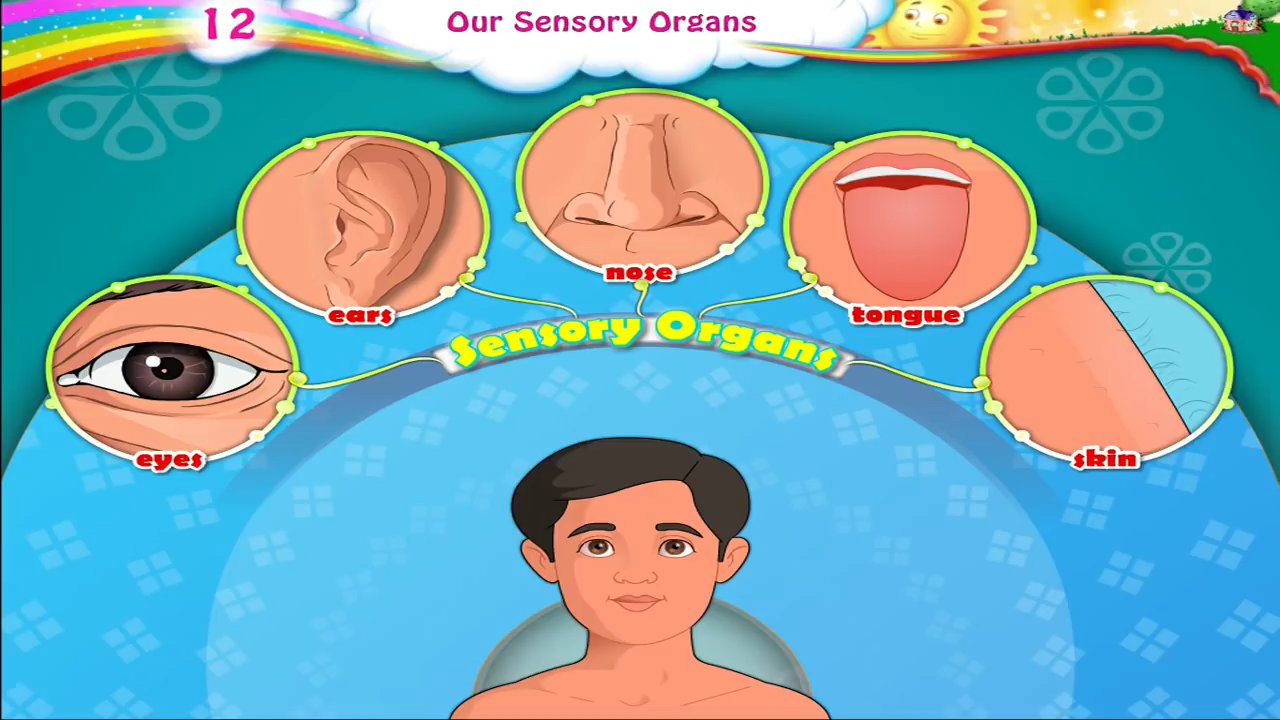 12
Our Sensory Organs
nose
ears
tongue
Sensory Organs
eyes
skin